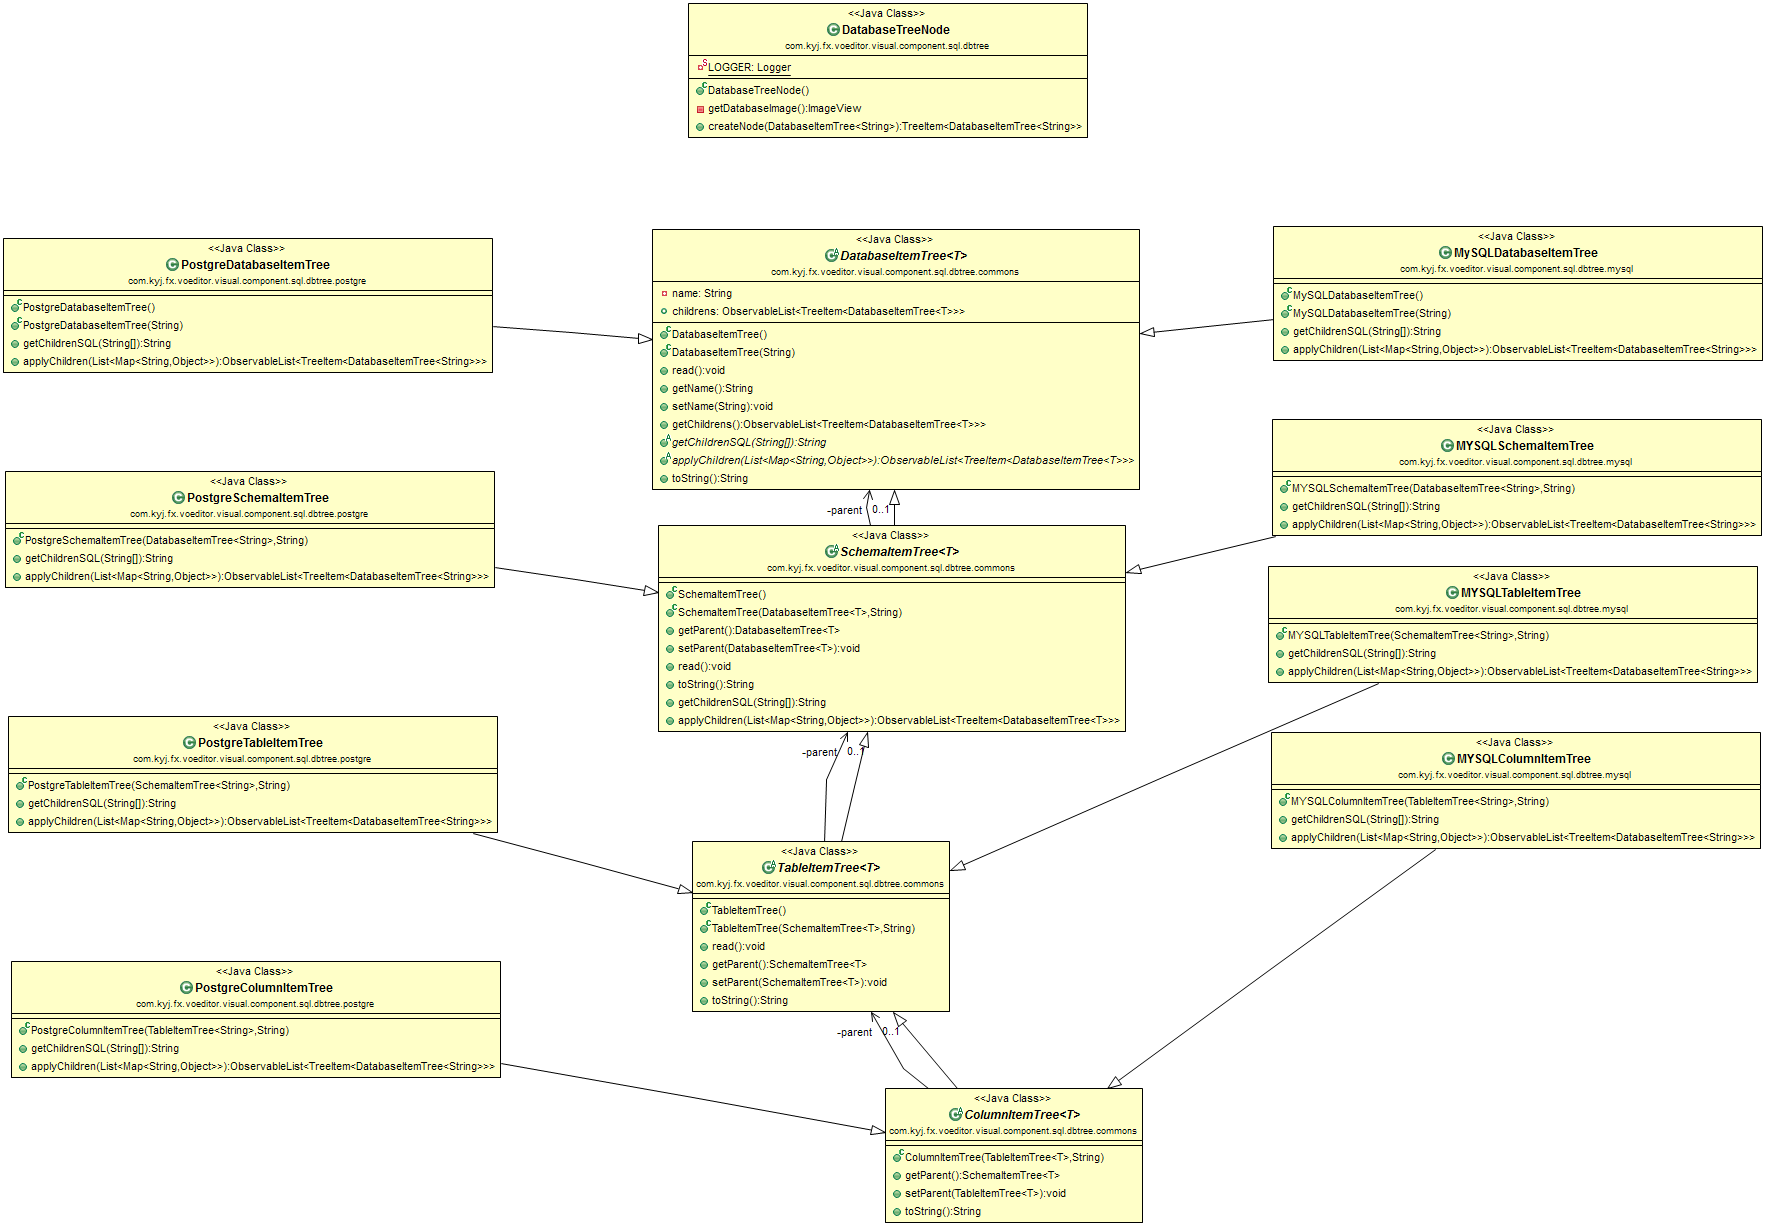 <<Java Class>>
DatabaseTreeNode
com.kyj.fx.voeditor.visual.component.sql.dbtree
LOGGER: Logger
DatabaseTreeNode()
getDatabaseImage():ImageView
createNode(DatabaseItemTree<String>):TreeItem<DatabaseItemTree<String>>
<<Java Class>>
PostgreDatabaseItemTree
com.kyj.fx.voeditor.visual.component.sql.dbtree.postgre
PostgreDatabaseItemTree()
PostgreDatabaseItemTree(String)
getChildrenSQL(String[]):String
applyChildren(List<Map<String,Object>>):ObservableList<TreeItem<DatabaseItemTree<String>>>
<<Java Class>>
DatabaseItemTree<T>
com.kyj.fx.voeditor.visual.component.sql.dbtree.commons
name: String
childrens: ObservableList<TreeItem<DatabaseItemTree<T>>>
DatabaseItemTree()
DatabaseItemTree(String)
read():void
getName():String
setName(String):void
getChildrens():ObservableList<TreeItem<DatabaseItemTree<T>>>
getChildrenSQL(String[]):String
applyChildren(List<Map<String,Object>>):ObservableList<TreeItem<DatabaseItemTree<T>>>
toString():String
<<Java Class>>
MySQLDatabaseItemTree
com.kyj.fx.voeditor.visual.component.sql.dbtree.mysql
MySQLDatabaseItemTree()
MySQLDatabaseItemTree(String)
getChildrenSQL(String[]):String
applyChildren(List<Map<String,Object>>):ObservableList<TreeItem<DatabaseItemTree<String>>>
<<Java Class>>
MYSQLSchemaItemTree
com.kyj.fx.voeditor.visual.component.sql.dbtree.mysql
MYSQLSchemaItemTree(DatabaseItemTree<String>,String)
getChildrenSQL(String[]):String
applyChildren(List<Map<String,Object>>):ObservableList<TreeItem<DatabaseItemTree<String>>>
<<Java Class>>
PostgreSchemaItemTree
com.kyj.fx.voeditor.visual.component.sql.dbtree.postgre
PostgreSchemaItemTree(DatabaseItemTree<String>,String)
getChildrenSQL(String[]):String
applyChildren(List<Map<String,Object>>):ObservableList<TreeItem<DatabaseItemTree<String>>>
-parent 0..1
<<Java Class>>
SchemaItemTree<T>
com.kyj.fx.voeditor.visual.component.sql.dbtree.commons
SchemaItemTree()
SchemaItemTree(DatabaseItemTree<T>,String)
getParent():DatabaseItemTree<T>
setParent(DatabaseItemTree<T>):void
read():void
toString():String
getChildrenSQL(String[]):String
applyChildren(List<Map<String,Object>>):ObservableList<TreeItem<DatabaseItemTree<T>>>
<<Java Class>>
MYSQLTableItemTree
com.kyj.fx.voeditor.visual.component.sql.dbtree.mysql
MYSQLTableItemTree(SchemaItemTree<String>,String)
getChildrenSQL(String[]):String
applyChildren(List<Map<String,Object>>):ObservableList<TreeItem<DatabaseItemTree<String>>>
<<Java Class>>
PostgreTableItemTree
com.kyj.fx.voeditor.visual.component.sql.dbtree.postgre
PostgreTableItemTree(SchemaItemTree<String>,String)
getChildrenSQL(String[]):String
applyChildren(List<Map<String,Object>>):ObservableList<TreeItem<DatabaseItemTree<String>>>
-parent 0..1
<<Java Class>>
MYSQLColumnItemTree
com.kyj.fx.voeditor.visual.component.sql.dbtree.mysql
MYSQLColumnItemTree(TableItemTree<String>,String)
getChildrenSQL(String[]):String
applyChildren(List<Map<String,Object>>):ObservableList<TreeItem<DatabaseItemTree<String>>>
<<Java Class>>
TableItemTree<T>
com.kyj.fx.voeditor.visual.component.sql.dbtree.commons
TableItemTree()
TableItemTree(SchemaItemTree<T>,String)
read():void
getParent():SchemaItemTree<T>
setParent(SchemaItemTree<T>):void
toString():String
<<Java Class>>
PostgreColumnItemTree
com.kyj.fx.voeditor.visual.component.sql.dbtree.postgre
PostgreColumnItemTree(TableItemTree<String>,String)
getChildrenSQL(String[]):String
applyChildren(List<Map<String,Object>>):ObservableList<TreeItem<DatabaseItemTree<String>>>
-parent 0..1
<<Java Class>>
ColumnItemTree<T>
com.kyj.fx.voeditor.visual.component.sql.dbtree.commons
ColumnItemTree(TableItemTree<T>,String)
getParent():SchemaItemTree<T>
setParent(TableItemTree<T>):void
toString():String